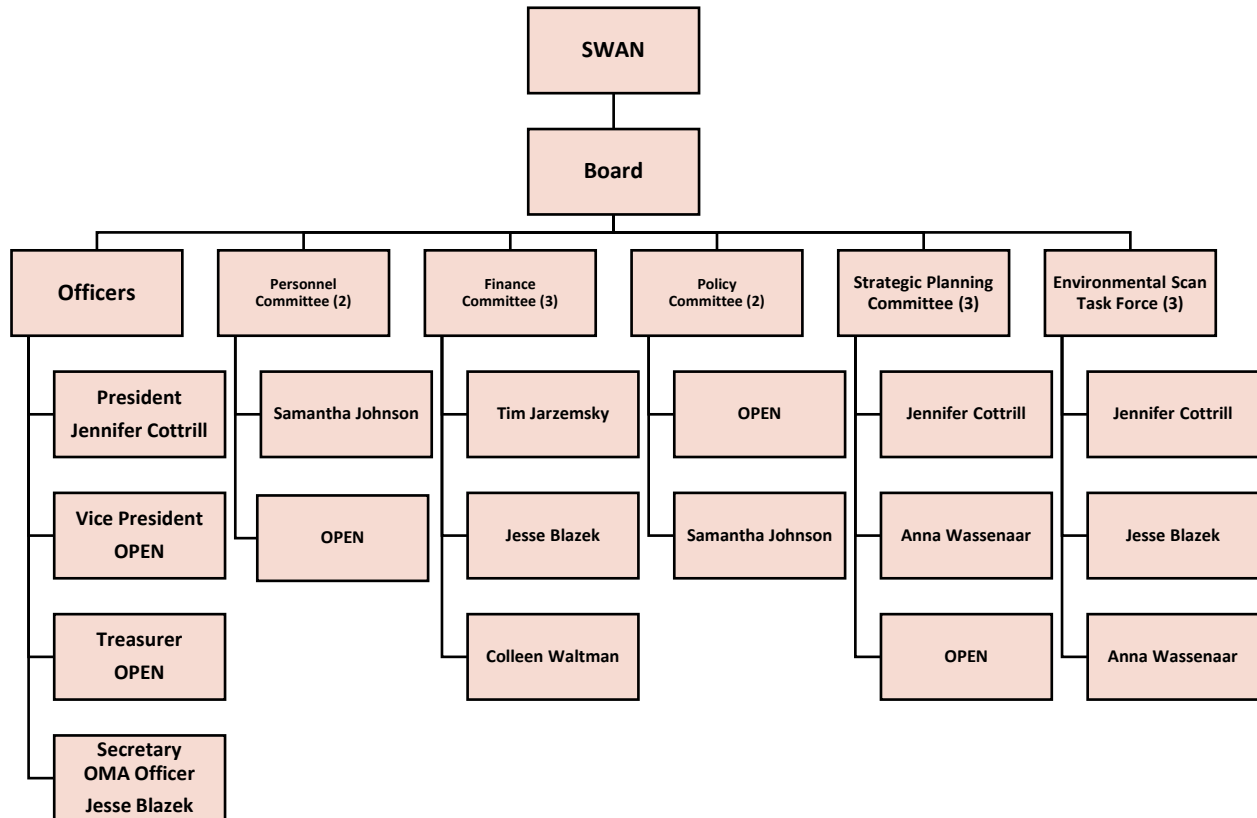 SWAN
Board
Officers
Personnel
Committee (2)
Finance
Committee (3)
Policy
Committee (2)
Strategic Planning
Committee (3)
Environmental Scan
Task Force (3)
President
Jennifer Cottrill
Vice President
OPEN
Treasurer
OPEN
Secretary
OMA Officer
Jesse Blazek
Samantha Johnson
OPEN
Tim Jarzemsky
Jesse Blazek
Colleen Waltman
OPEN
Samantha Johnson
Jennifer Cottrill
Anna Wassenaar
OPEN
Jennifer Cottrill
Jesse Blazek
Anna Wassenaar